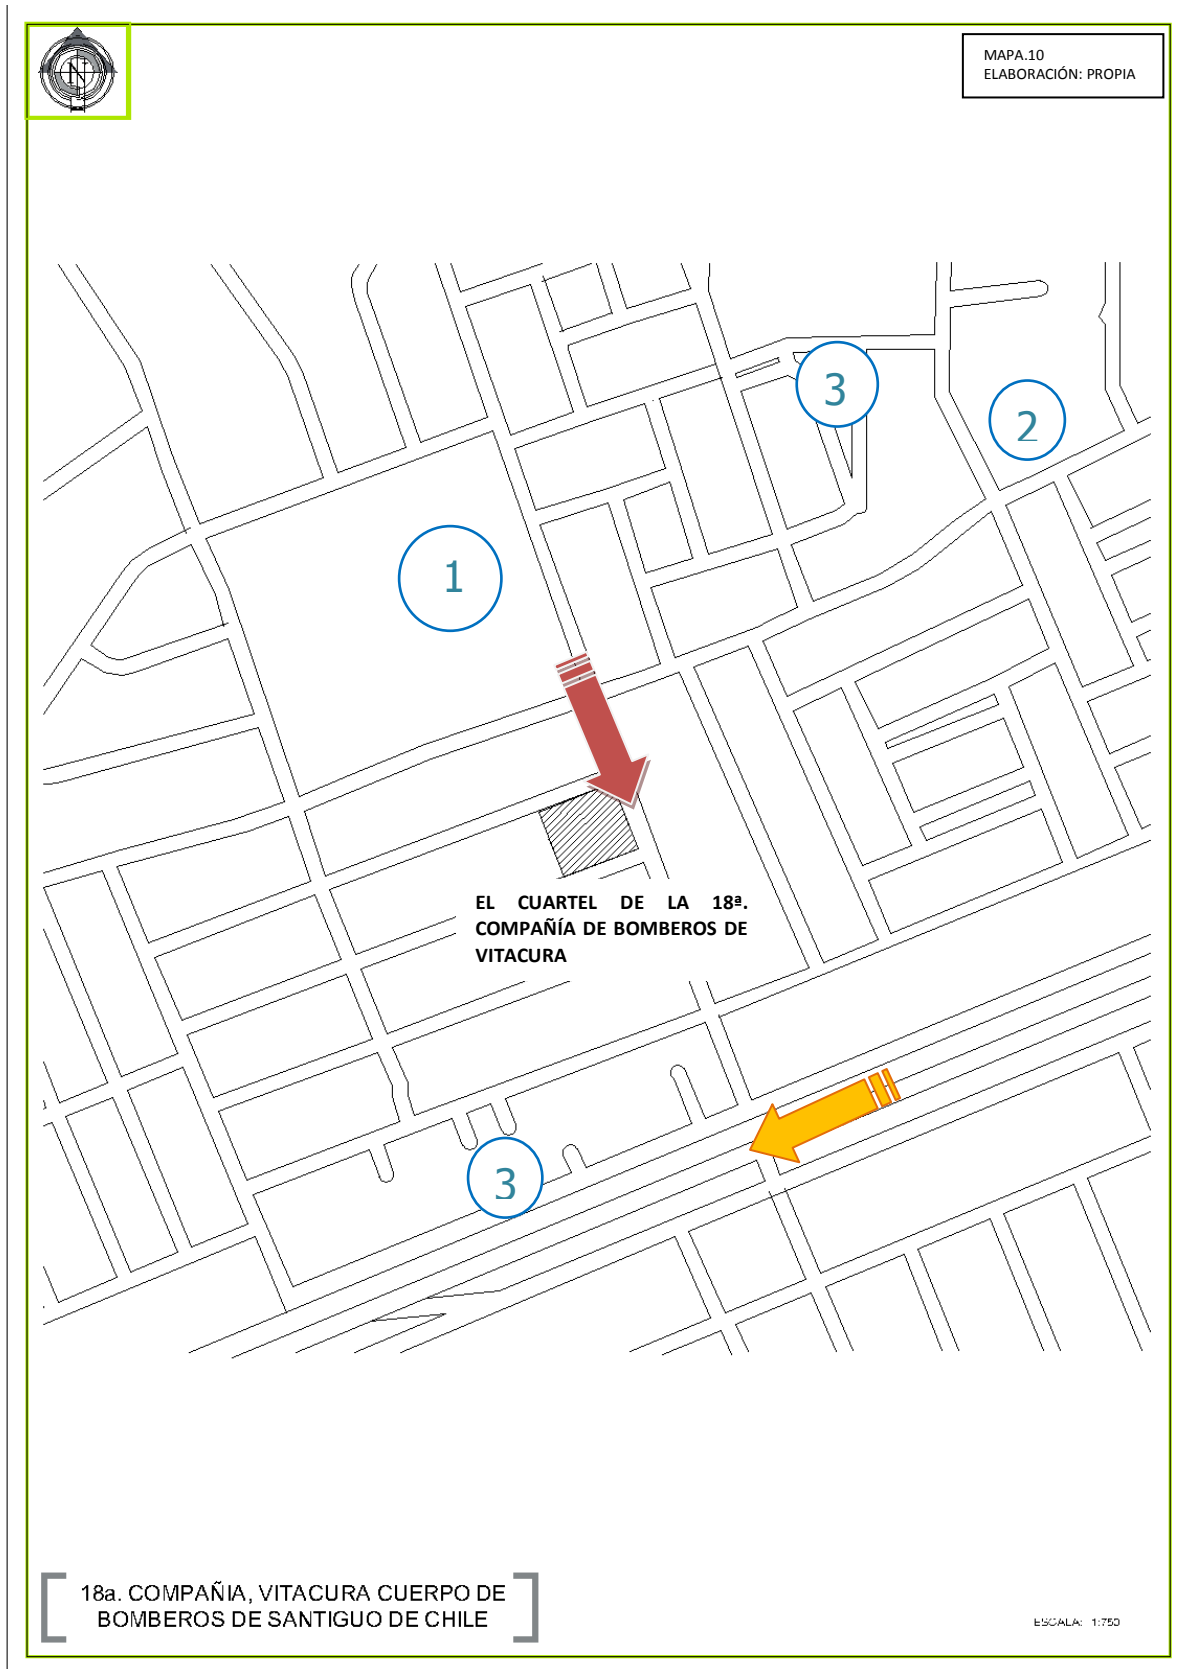 N
MAPA.10
ELABORACIÓN: PROPIA
3
2
1
EL CUARTEL DE LA 18ª.
COMPAÑÍA DE BOMBEROS DE
VITACURA
3
18a. COMPAÑIA, VITACURA CUERPO DE
BOMBEROS DE SANTIGUO DE CHILE
ESCALA: 1:750